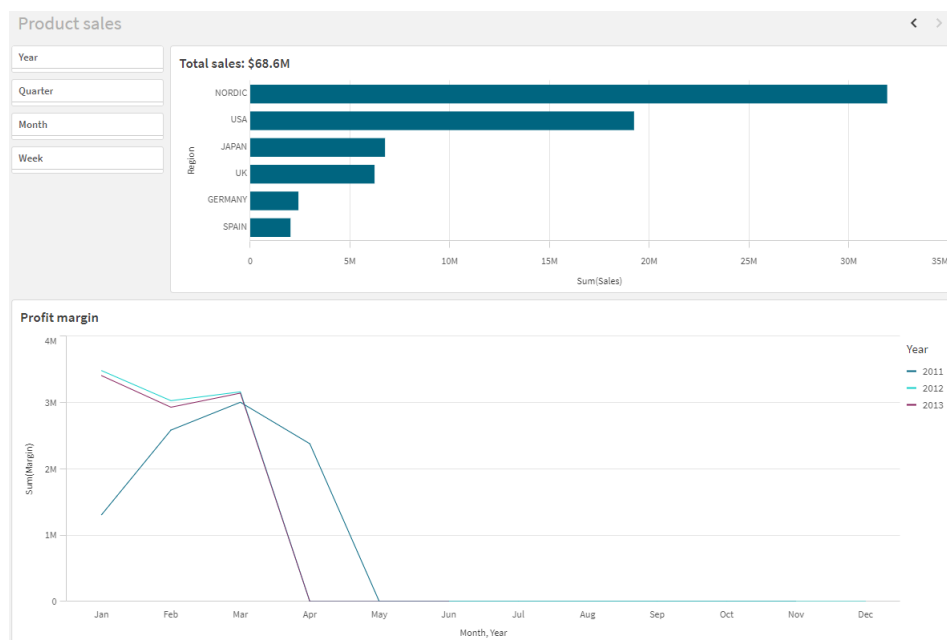 Product sales
Year
Quarter
Month
Week
Total sales: $68.6M
Region
NORDIC
USA
JAPAN
UK
GERMANY
SPAIN
0 5M 10M 15M 20M 25M 30M 35M
Sum(Sales)
Profit margin
Sum(Margin)
4M
3M
2M
1M
0
Jan Feb Mar Apr May Jun Jul Aug Sep Oct Nov Dec
Month, Year
Year
2011
2012
2013